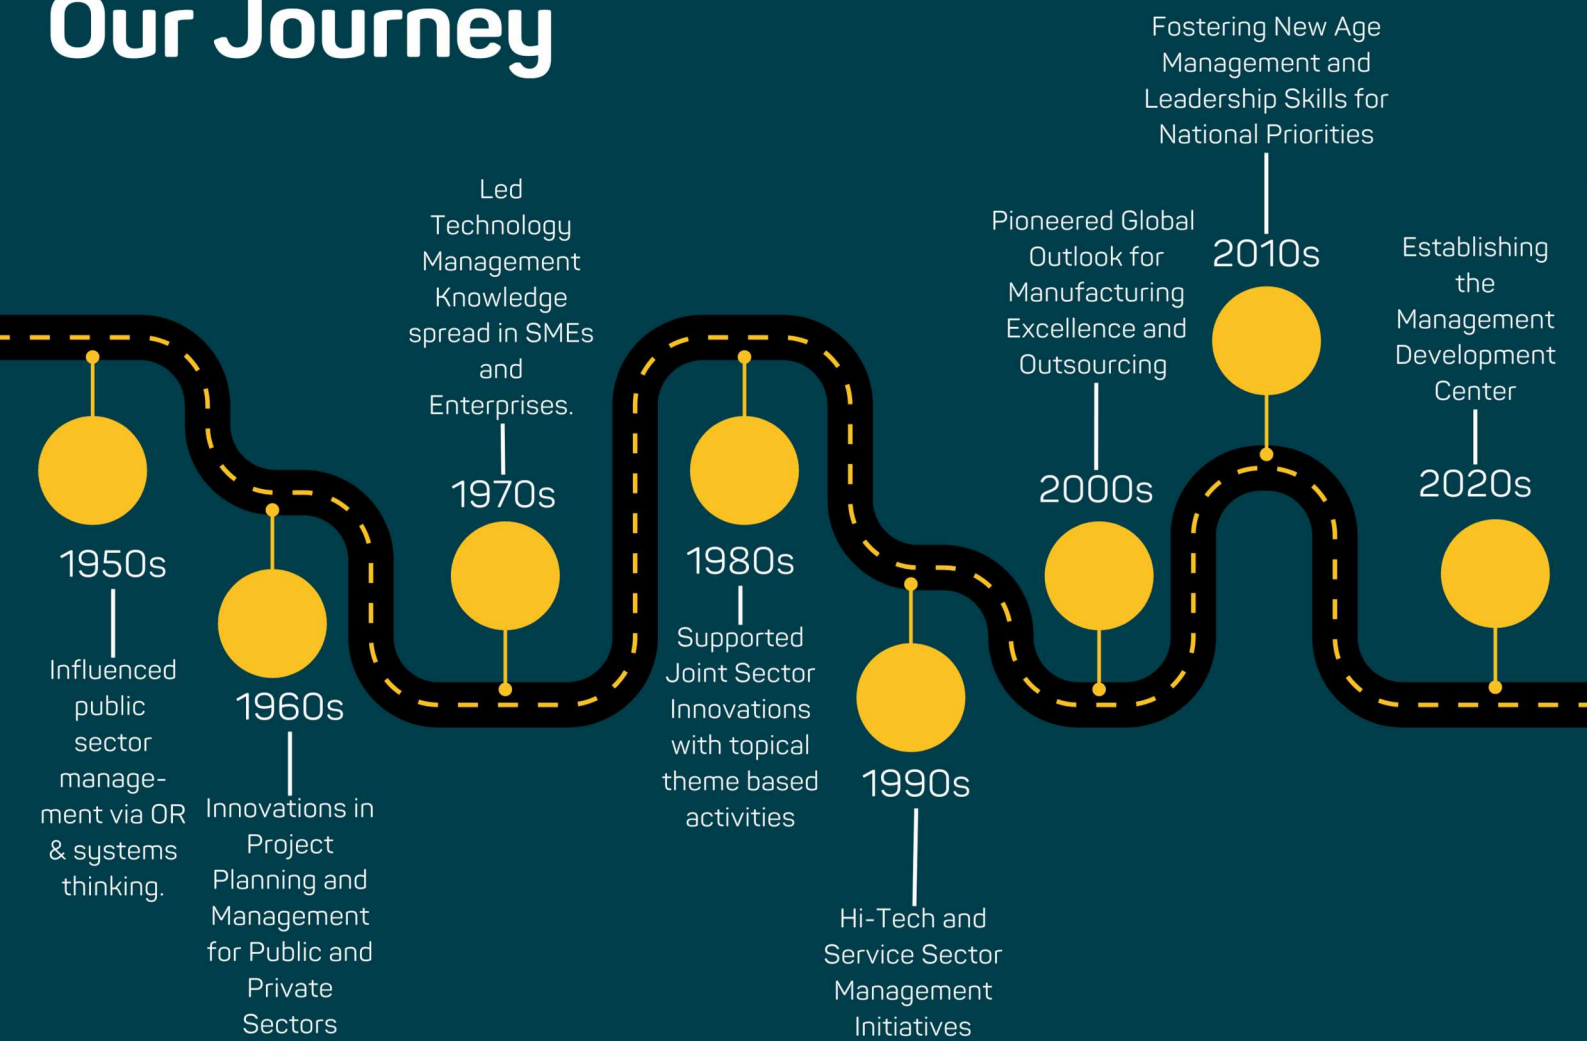 Our Journey
1950s
Influenced
public
sector
manage-
ment via OR
& systems
thinking.
1960s
Innovations in
Project
Planning and
Management
for Public and
Private
Sectors
Led
Technology
Management
Knowledge
spread in SMEs
and
Enterprises.
1970s
1980s
Supported
Joint Sector
Innovations
with topical
theme based
activities
1990s
Hi-Tech and
Service Sector
Management
Initiatives
Pioneered Global
Outlook for
Manufacturing
Excellence and
Outsourcing
2000s
Fostering New Age
Management and
Leadership Skills for
National Priorities
2010s
Establishing
the
Management
Development
Center
2020s